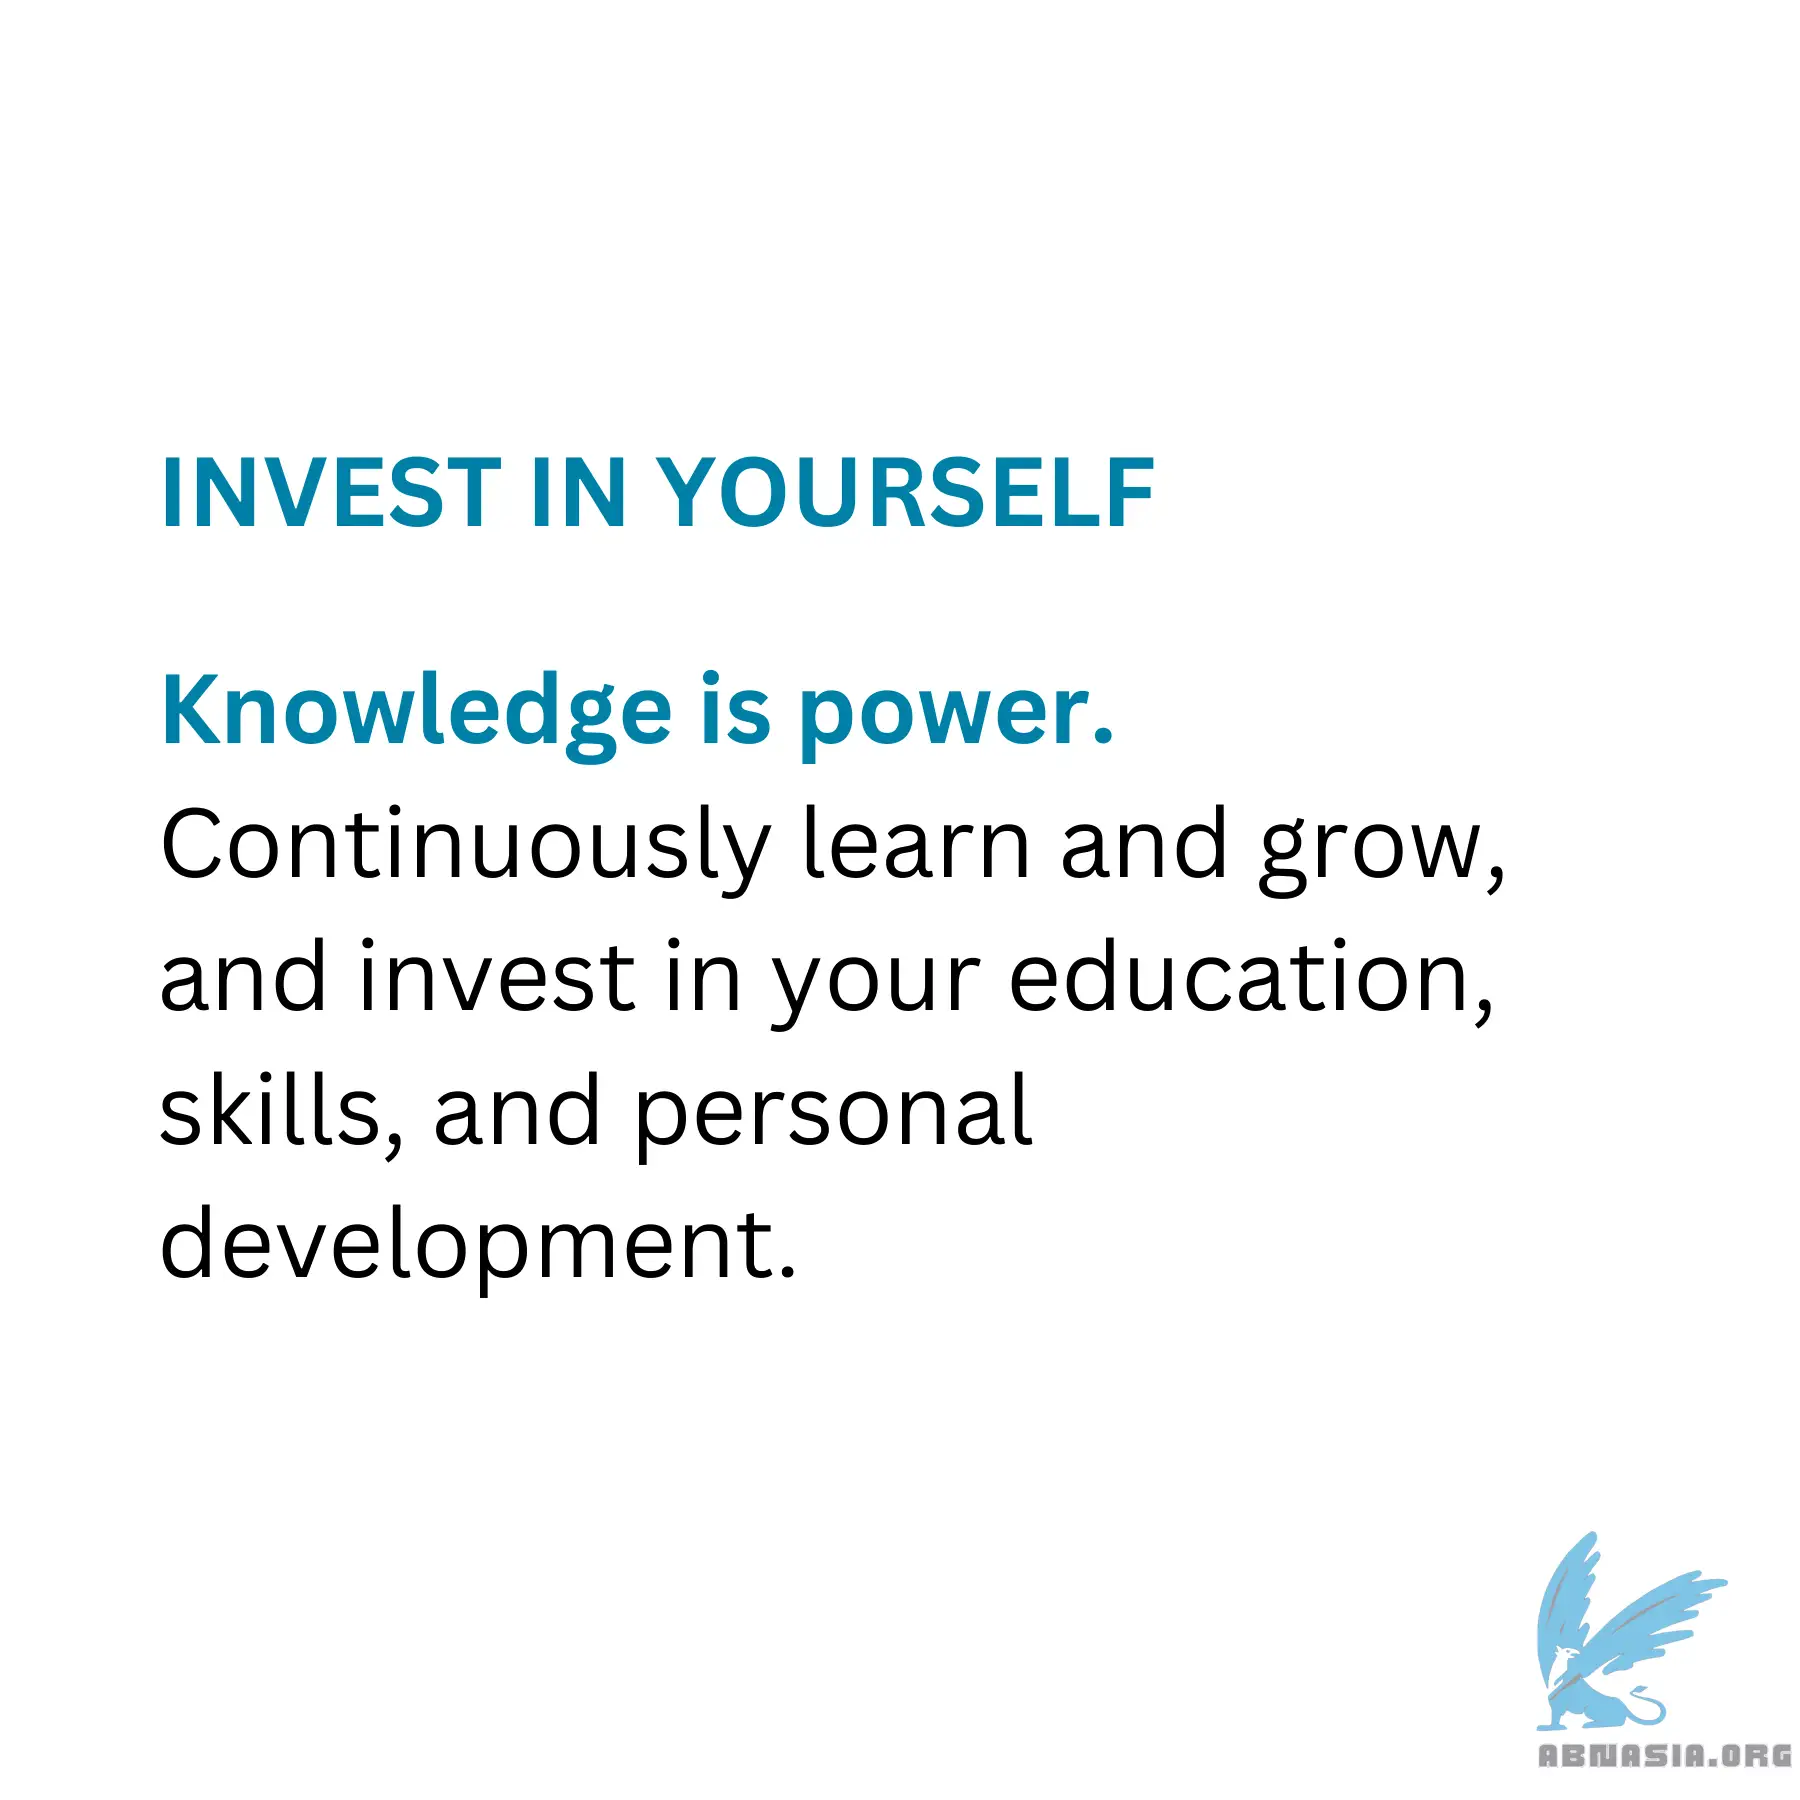 INVEST IN YOURSELF
Knowledge is power.
Continuously learn and grow,
and invest in your education,
skills, and personal
development.
ABNASIA.ORG